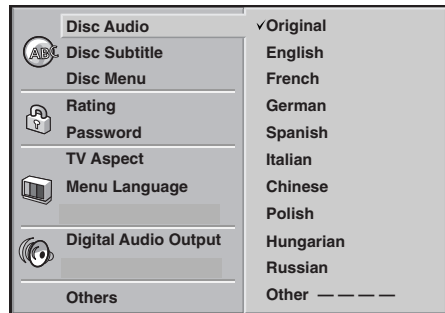 Disc Audio
ABC
Disc Subtitle
Disc Menu
Rating
Password
TV Aspect
Menu Language
Digital Audio Output
Others
✓Original
English
French
German
Spanish
Italian
Chinese
Polish
Hungarian
Russian
Other — — — —